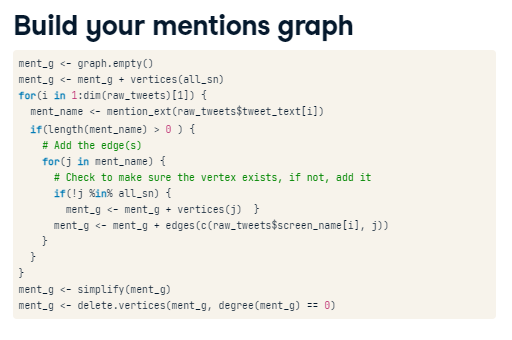 Build your mentions graph
ment_g <- graph.empty()
ment_g <- ment_g + vertices(all_sn)
for(i in 1:dim(raw_tweets)[1]) {
  ment_name <- mention_ext(raw_tweets$tweet_text[i])
  if(length(ment_name) > 0 ) {
    # Add the edge(s)
    for(j in ment_name) {
      # Check to make sure the vertex exists, if not, add it
      if(!j %in% all_sn) {
        ment_g <- ment_g + vertices(j)  }
      ment_g <- ment_g + edges(c(raw_tweets$screen_name[i], j))
    }
  }
}
ment_g <- simplify(ment_g)
ment_g <- delete.vertices(ment_g, degree(ment_g) == 0)